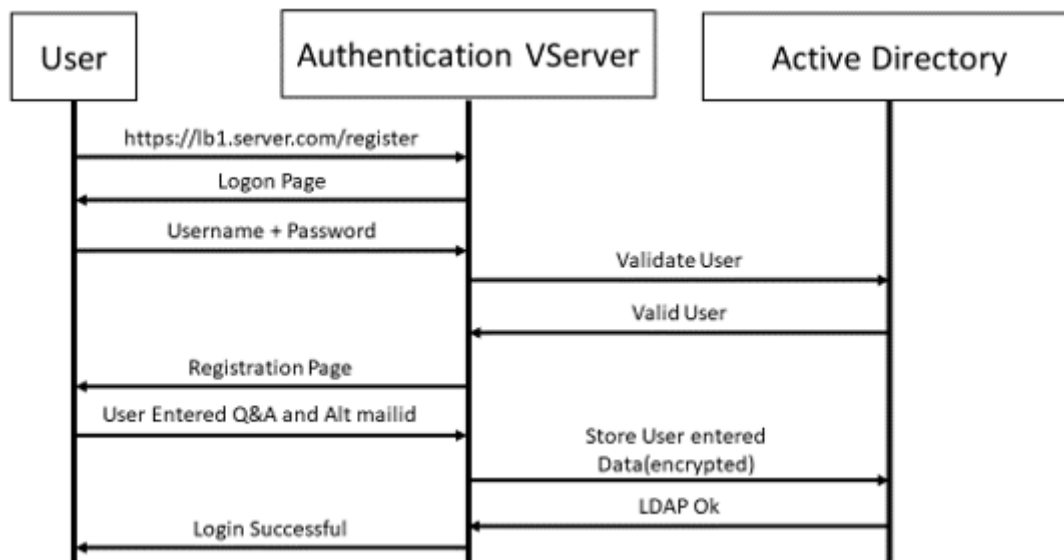 User
Authentication VServer
Active Directory
https://lb1.server.com/register
Logon Page
Username + Password
Validate User
Valid User
Registration Page
User Entered Q&A and Alt mailid
Store User entered
Data(encrypted)
LDAP Ok
Login Successful